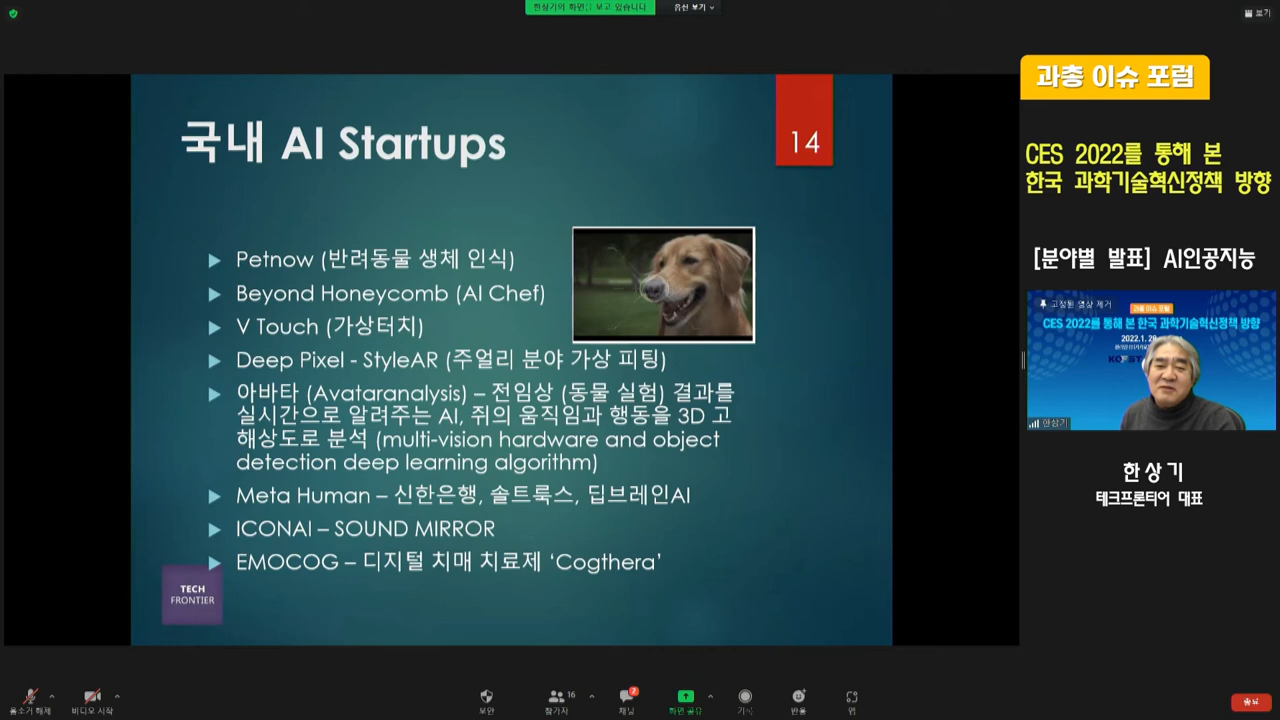 한상기의 화면을 보고 있습니다
옵션 보기
보기
국내 AI Startups
14
Petnow (반려동물 생체 인식)
Beyond Honeycomb (AI Chef)
V Touch (가상터치)
Deep Pixel - StyleAR (주얼리 분야 가상 피팅)
아바타 (Avataranalysis) – 전임상 (동물 실험) 결과를
실시간으로 알려주는 AI, 쥐의 움직임과 행동을 3D 고
해상도로 분석 (multi-vision hardware and object
detection deep learning algorithm)
Meta Human – 신한은행, 솔트룩스, 딥브레인AI
ICONAI – SOUND MIRROR
EMOCOG – 디지털 치매 치료제 ‘Cogthera’
TECH
FRONTIER
과총 이슈 포럼
CES 2022를 통해 본
한국 과학기술혁신정책 방향
[분야별 발표] AI인공지능
고정된 영상 제거
과총 이슈 포럼
CES 2022를 통해 본 한국 과학기술혁신정책 방향
2022.1.28
한상기
한상기
테크프론티어 대표
음소거 해제
비디오 시작
보안
16
참가자
2
채팅
화면 공유
기록
반응
앱
종료